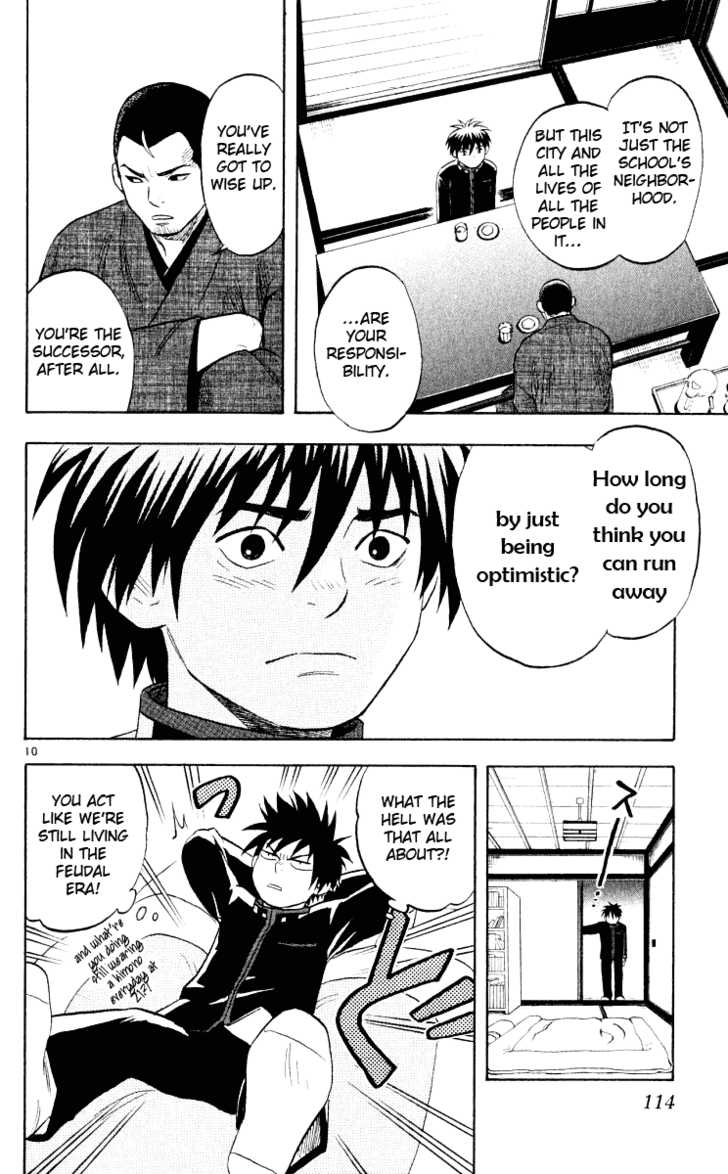 IT'S NOT
JUST THE
SCHOOL'S
NEIGHBOR-
HOOD.
BUT THIS
CITY AND
ALL THE
LIVES OF
ALL THE
PEOPLE IN
IT...
...ARE
YOUR
RESPONSI-
BILITY.
YOU'VE
REALLY
GOT TO
WISE UP.
YOU'RE THE
SUCCESSOR,
AFTER ALL.
How long
do you
think you
can run
away
by just
being
optimistic?
10
ス
WHAT THE
HELL WAS
THAT ALL
ABOUT?!
YOU ACT
LIKE WE'RE
STILL LIVING
IN THE
FEUDAL
ERA!
and what're
you doing
still wearing
a kimono
everyday at
212!
114